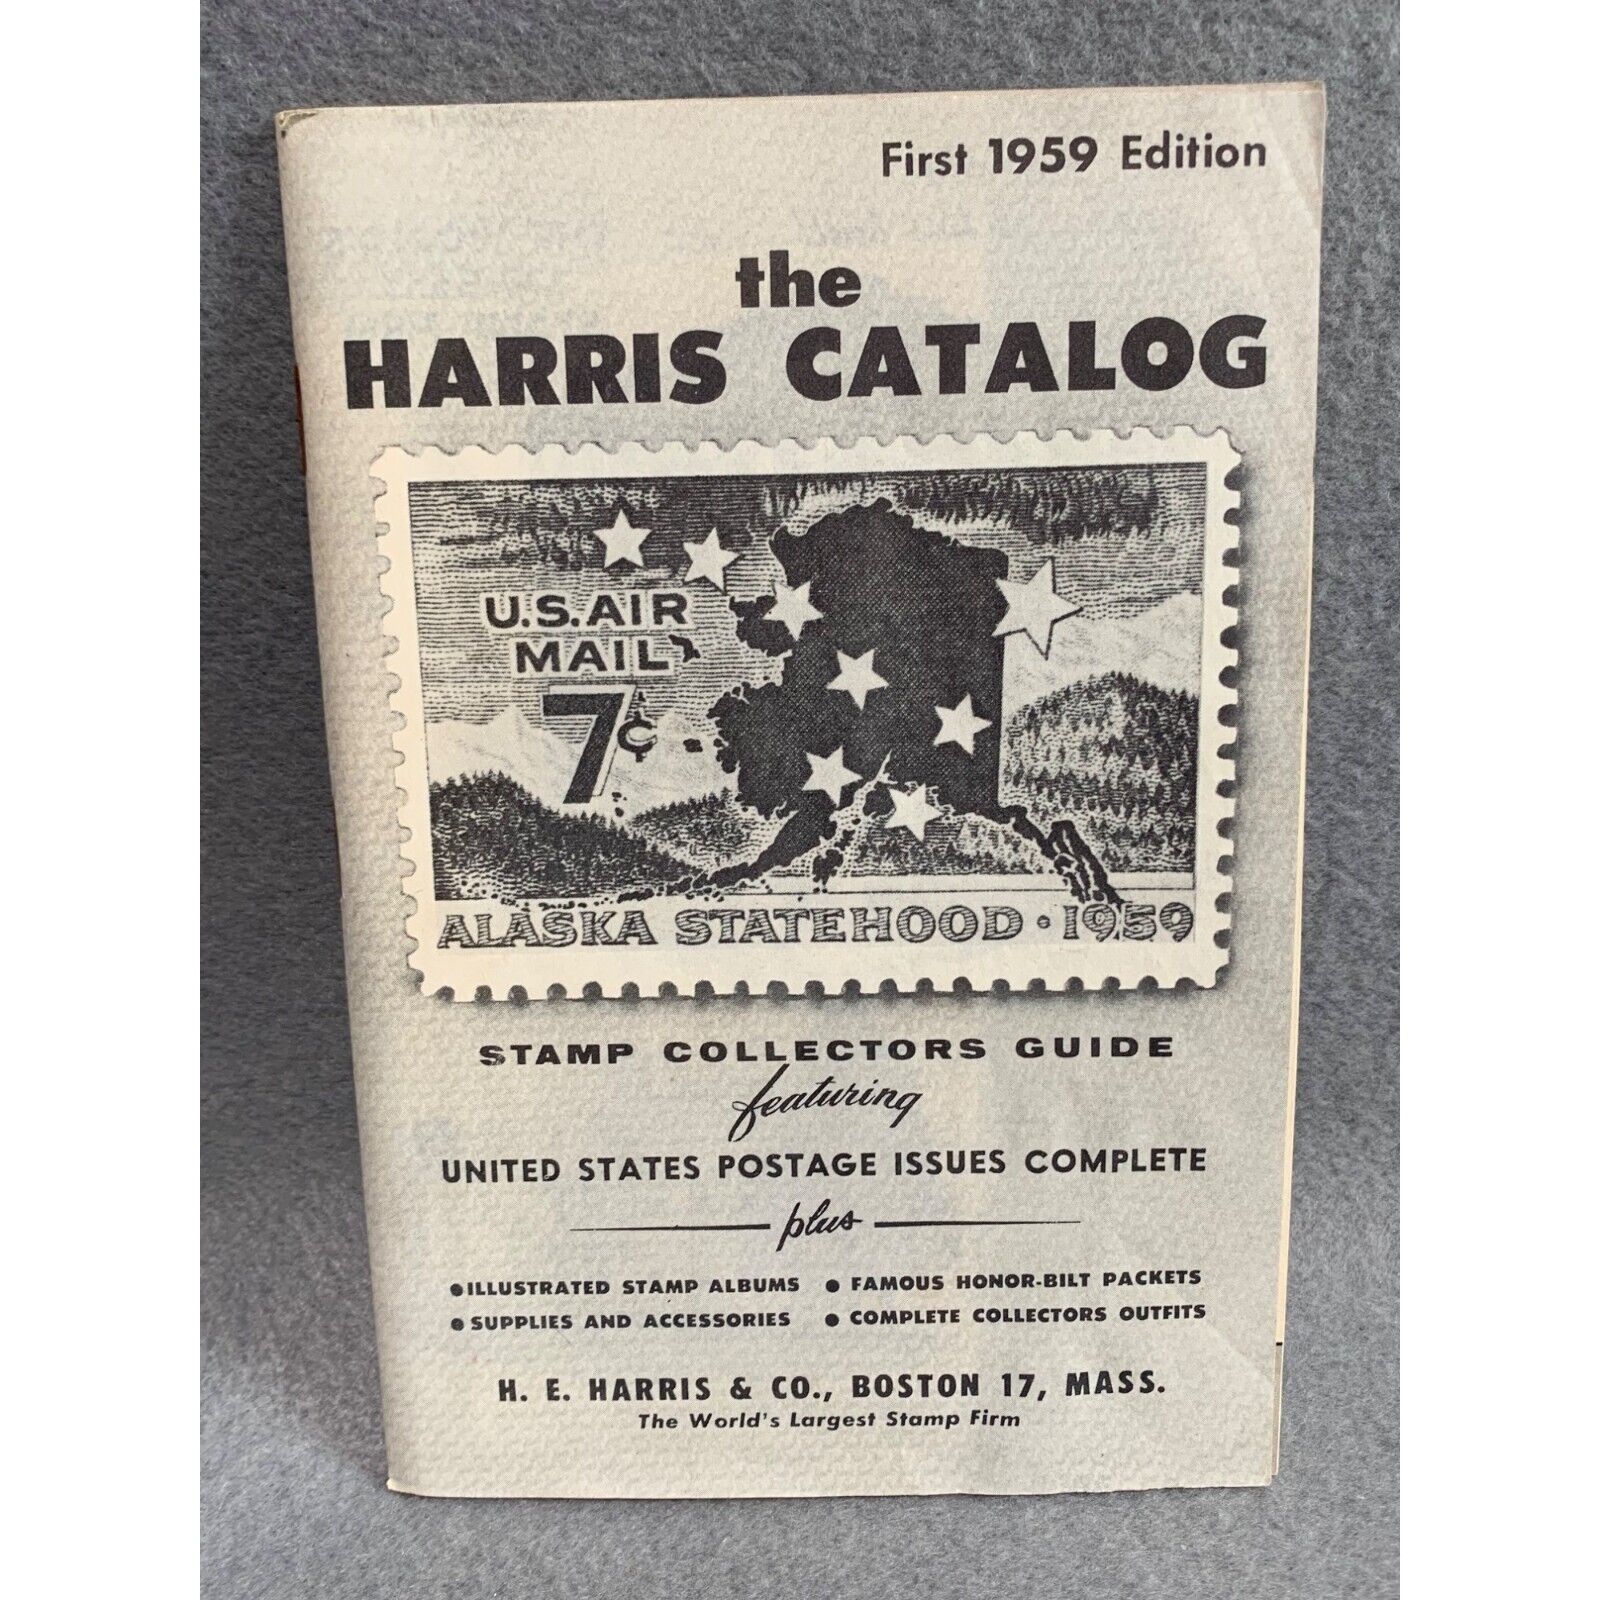 First 1959 Edition
the
HARRIS CATALOG
U.S. AIR
MAIL
7¢
ALASKA STATEHOOD • 1959
STAMP COLLECTORS GUIDE
featuring
UNITED STATES POSTAGE ISSUES COMPLETE
plus
● ILLUSTRATED STAMP ALBUMS ● FAMOUS HONOR-BILT PACKETS
● SUPPLIES AND ACCESSORIES ● COMPLETE COLLECTORS OUTFITS
H. E. HARRIS & CO., BOSTON 17, MASS.
The World's Largest Stamp Firm